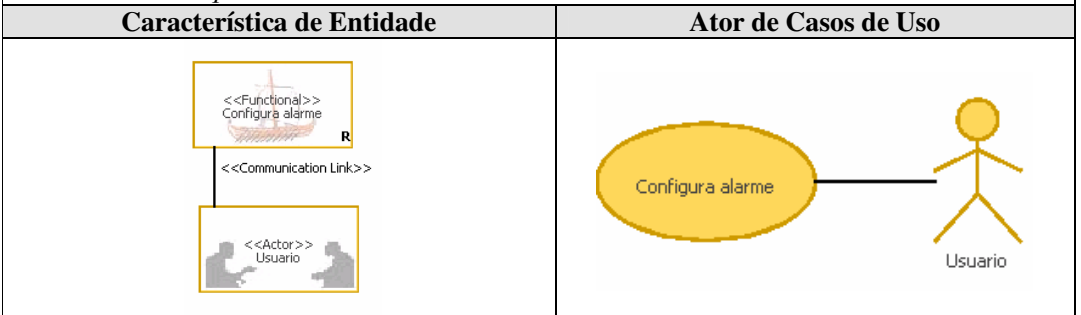 Característica de Entidade
Ator de Casos de Uso
<<Functional>>
Configura alarme
R
<<Communication Link>>
<<Actor>>
Usuario
Configura alarme
Usuario